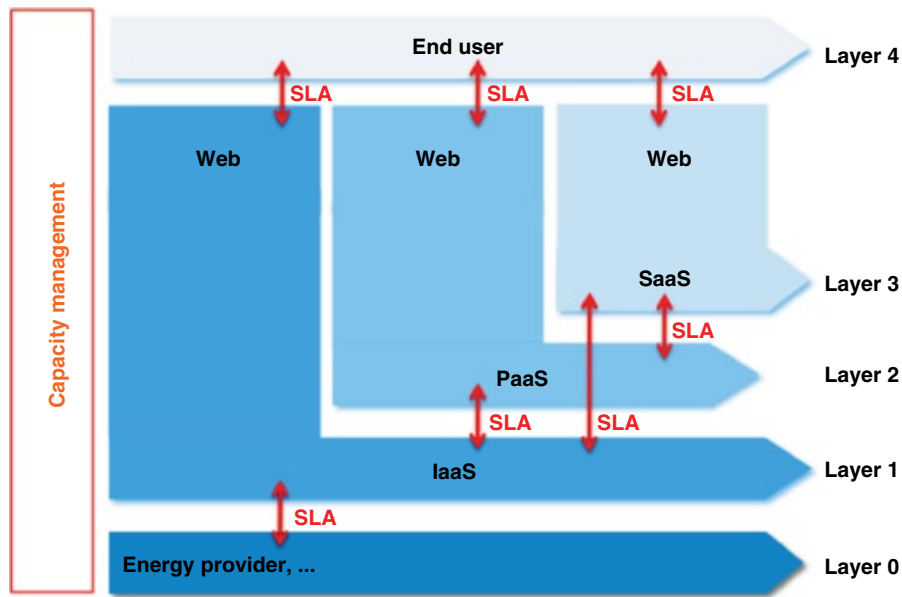 End user
Layer 4
SLA
SLA
SLA
Web
Web
Web
Capacity management
SaaS
Layer 3
SLA
PaaS
Layer 2
SLA
SLA
IaaS
Layer 1
SLA
Energy provider, ...
Layer 0